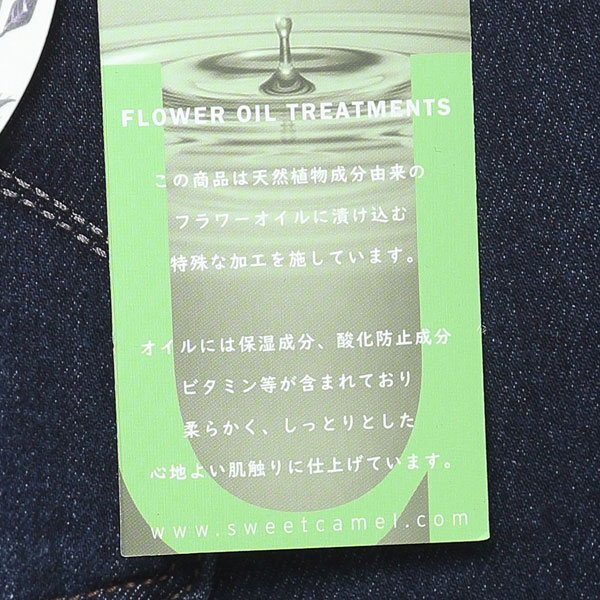 FLOWER OIL TREATMENTS
この商品は天然植物成分由来の
フラワーオイルに漬け込む
特殊な加工を施しています。
オイルには保湿成分、酸化防止成分
ビタミン等が含まれており
柔らかく、しっとりとした
心地よい肌触りに仕上げています。
www.sweetcamel.com